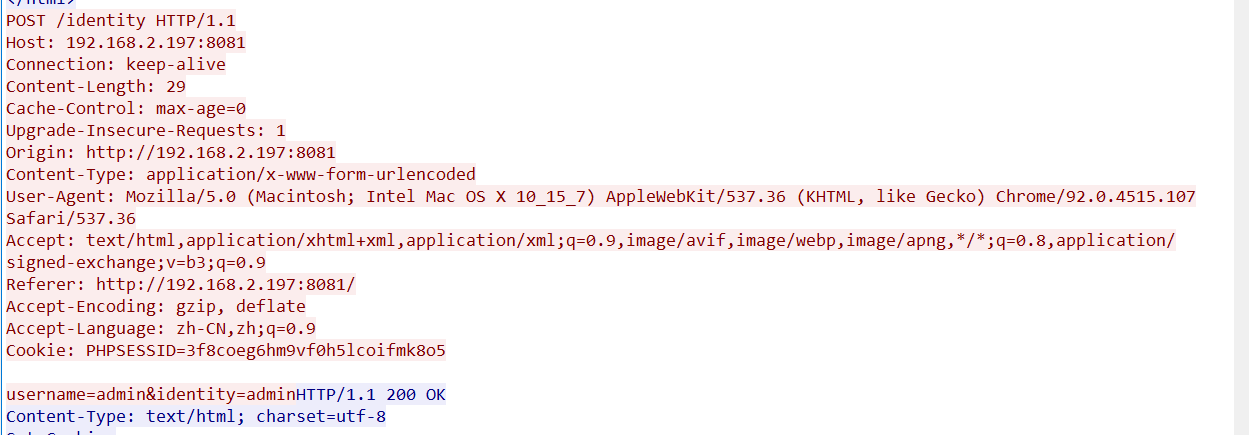 </html>
POST /identity HTTP/1.1
Host: 192.168.2.197:8081
Connection: keep-alive
Content-Length: 29
Cache-Control: max-age=0
Upgrade-Insecure-Requests: 1
Origin: http://192.168.2.197:8081
Content-Type: application/x-www-form-urlencoded
User-Agent: Mozilla/5.0 (Macintosh; Intel Mac OS X 10_15_7) AppleWebKit/537.36 (KHTML, like Gecko) Chrome/92.0.4515.107
Safari/537.36
Accept: text/html,application/xhtml+xml,application/xml;q=0.9,image/avif,image/webp,image/apng,*/*;q=0.8,application/
signed-exchange;v=b3;q=0.9
Referer: http://192.168.2.197:8081/
Accept-Encoding: gzip, deflate
Accept-Language: zh-CN,zh;q=0.9
Cookie: PHPSESSID=3f8coeg6hm9vf0h5lcoifmk8o5
username=admin&identity=adminHTTP/1.1 200 OK
Content-Type: text/html; charset=utf-8